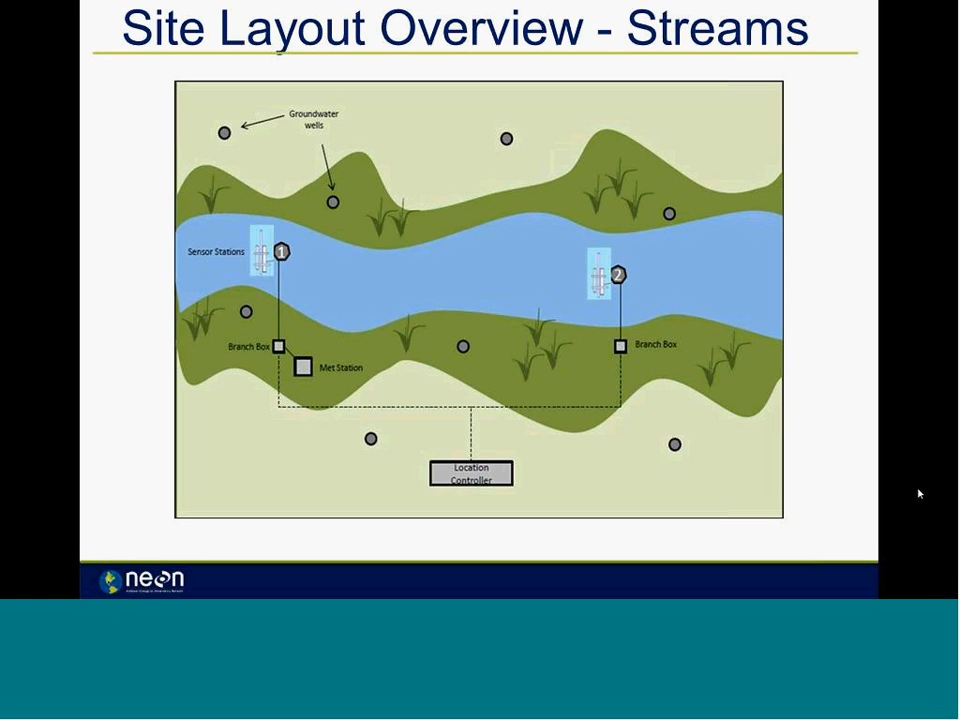 Site Layout Overview - Streams
Groundwater
wells
Sensor Stations
1
2
Branch Box
Branch Box
Met Station
Location
Controller
neon